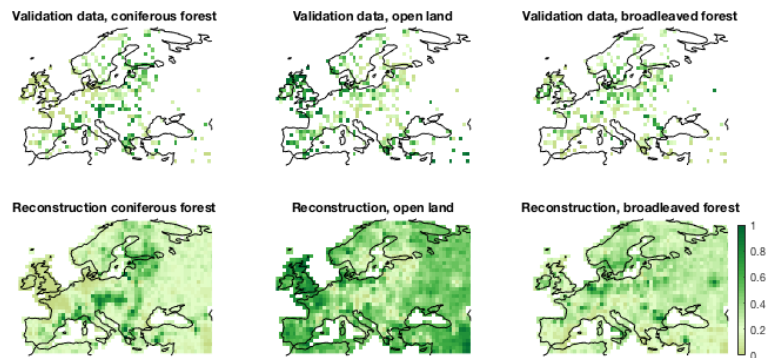 Validation data, coniferous forest
Validation data, open land
Validation data, broadleaved forest
Reconstruction coniferous forest
Reconstruction, open land
Reconstruction, broadleaved forest
1
0.8
0.6
0.4
0.2
0